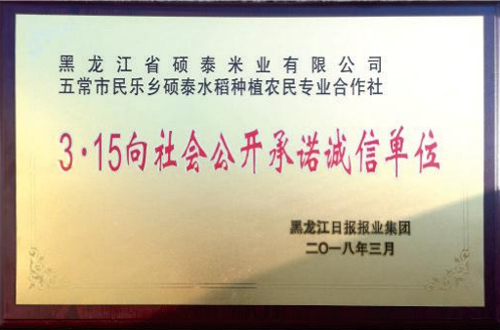 黑龙江省硕泰米业有限公司
五常市民乐乡硕泰水稻种植农民专业合作社
3·15向社会公开承诺诚信单位
黑龙江日报报业集团
二〇一八年三月